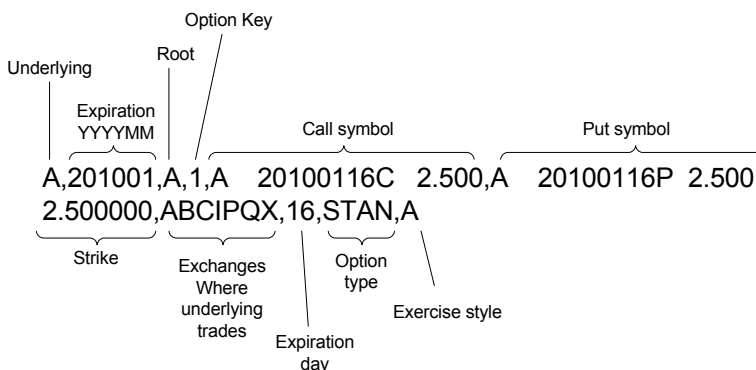 Option Key
Root
Underlying
Expiration
YYYYMM
Call symbol
Put symbol
A,201001,A,1,A 20100116C 2.500,A 20100116P 2.500
2.500000,ABCIPQX,16,STAN,A
Strike
Exchanges
Where
underlying
trades
Option
type
Exercise style
Expiration
day